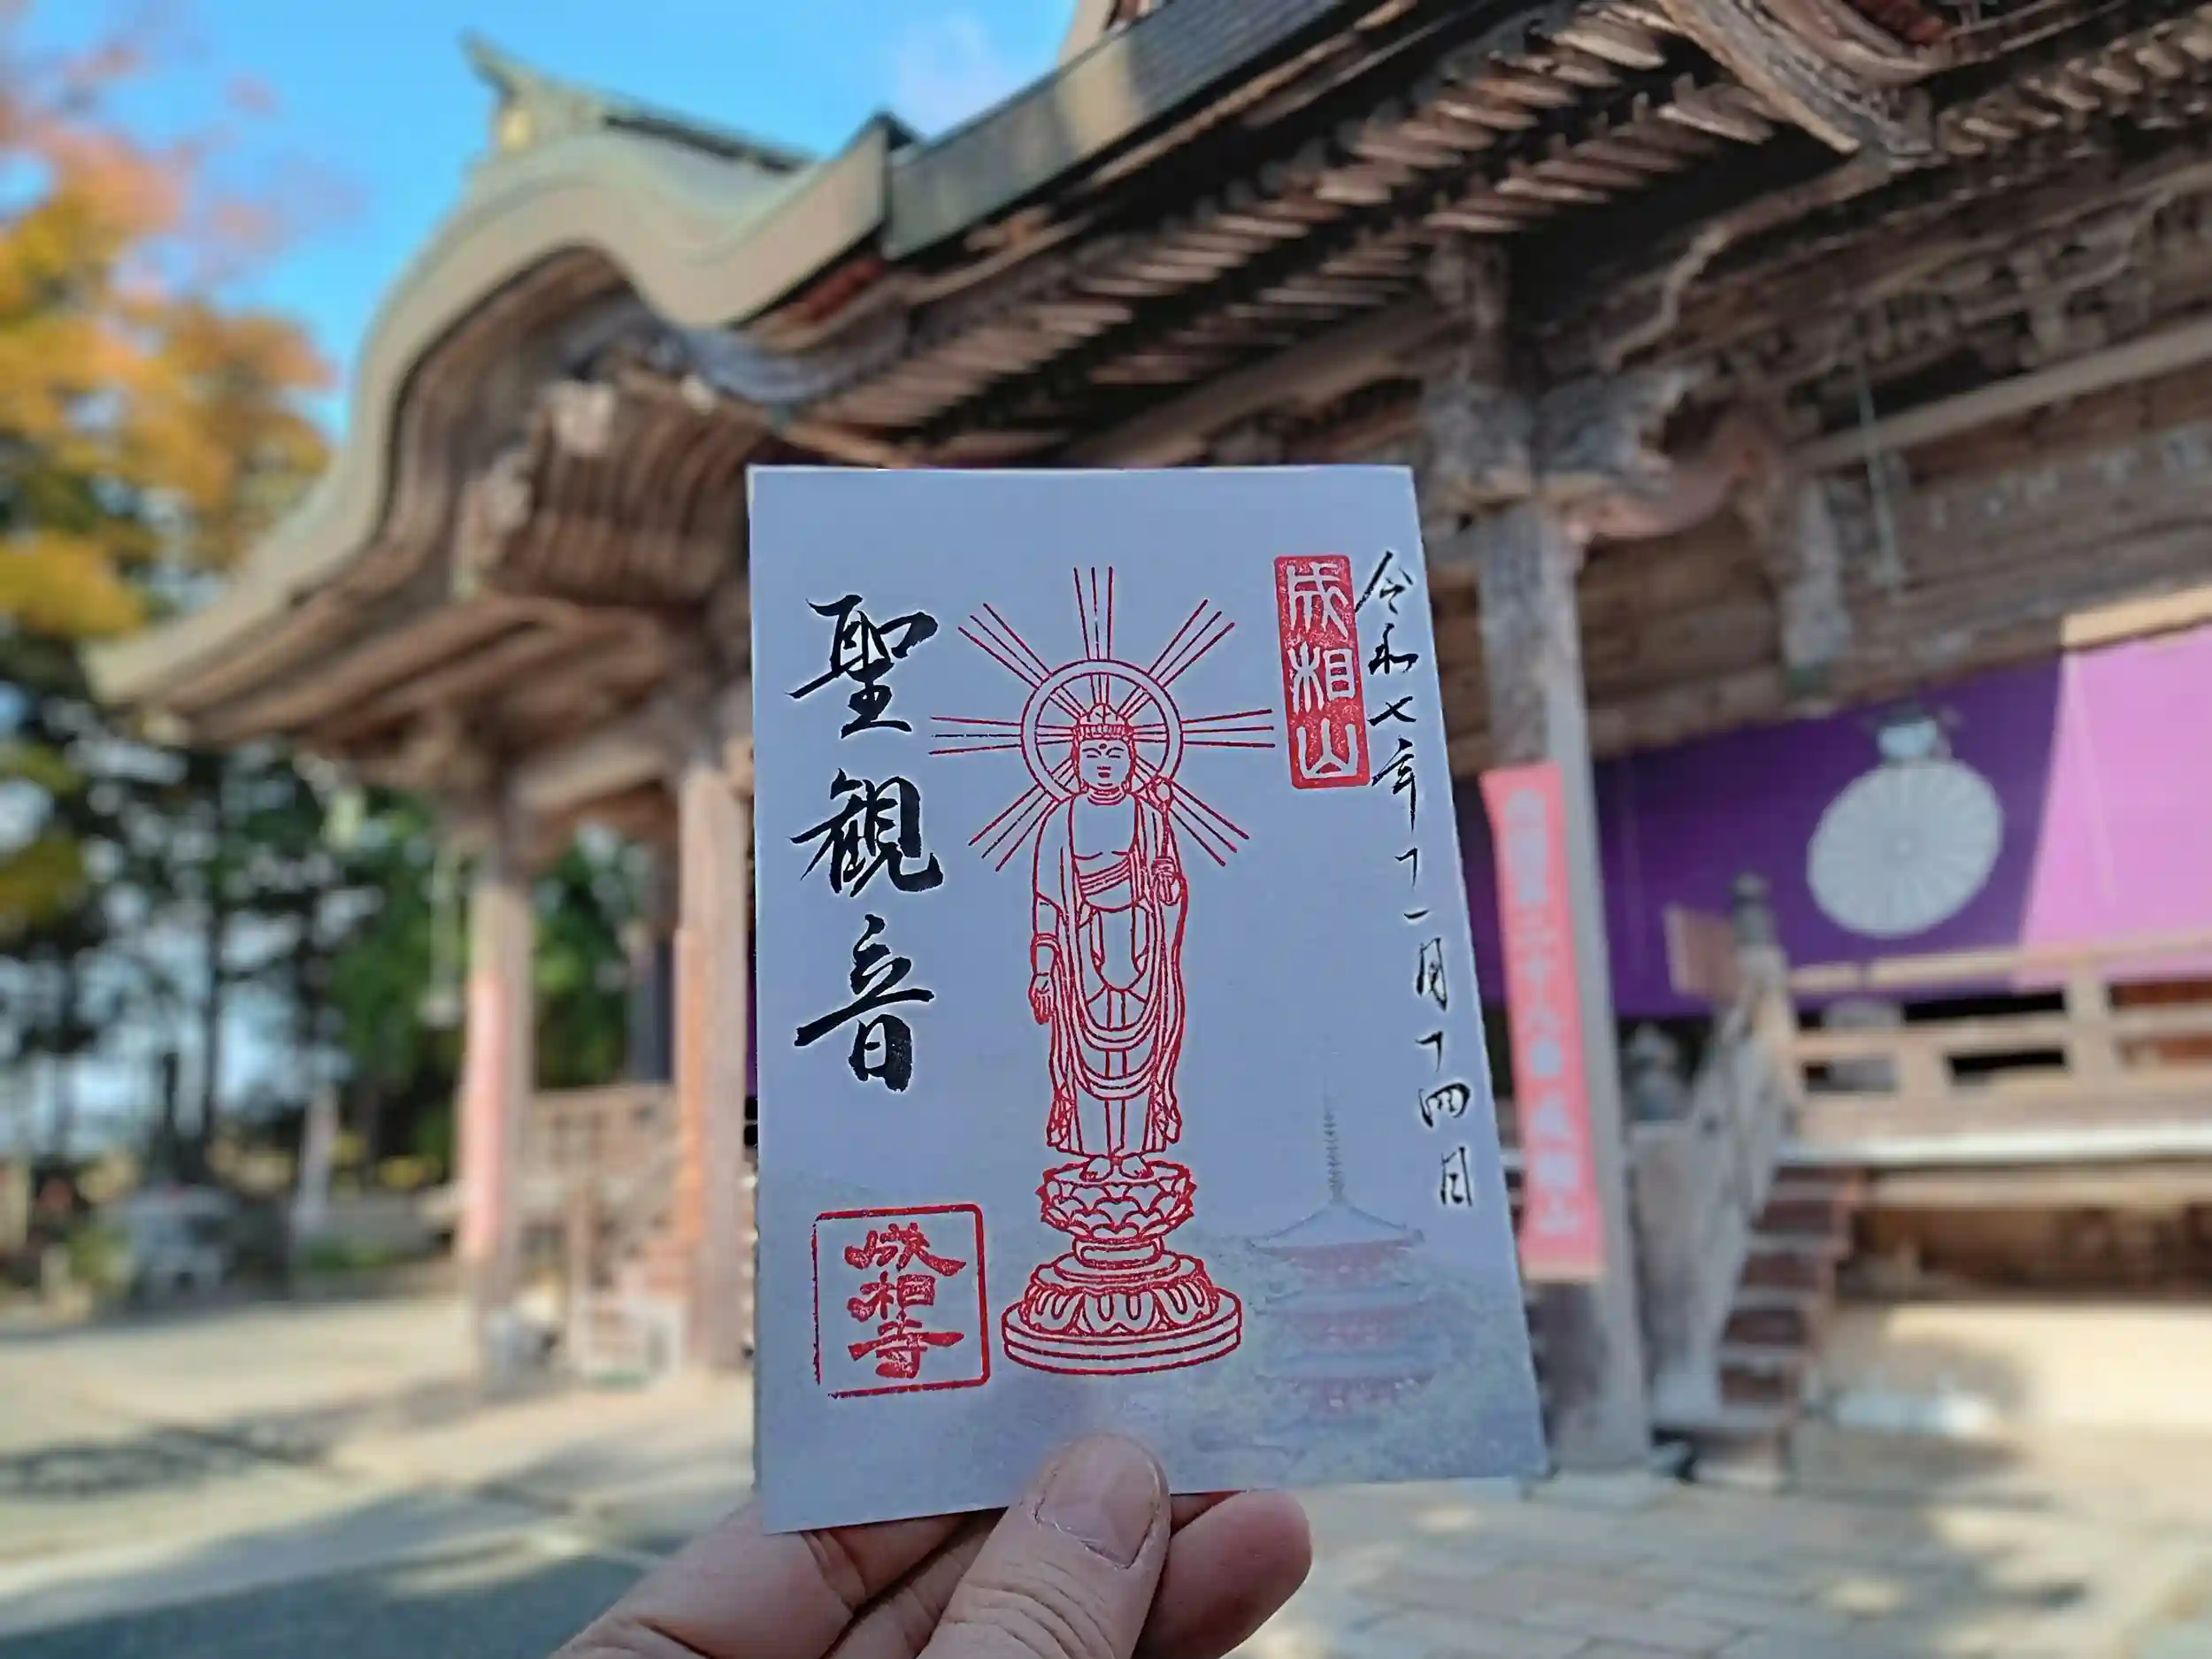 令和七年十一月十四日
成相山
聖観音
成相寺